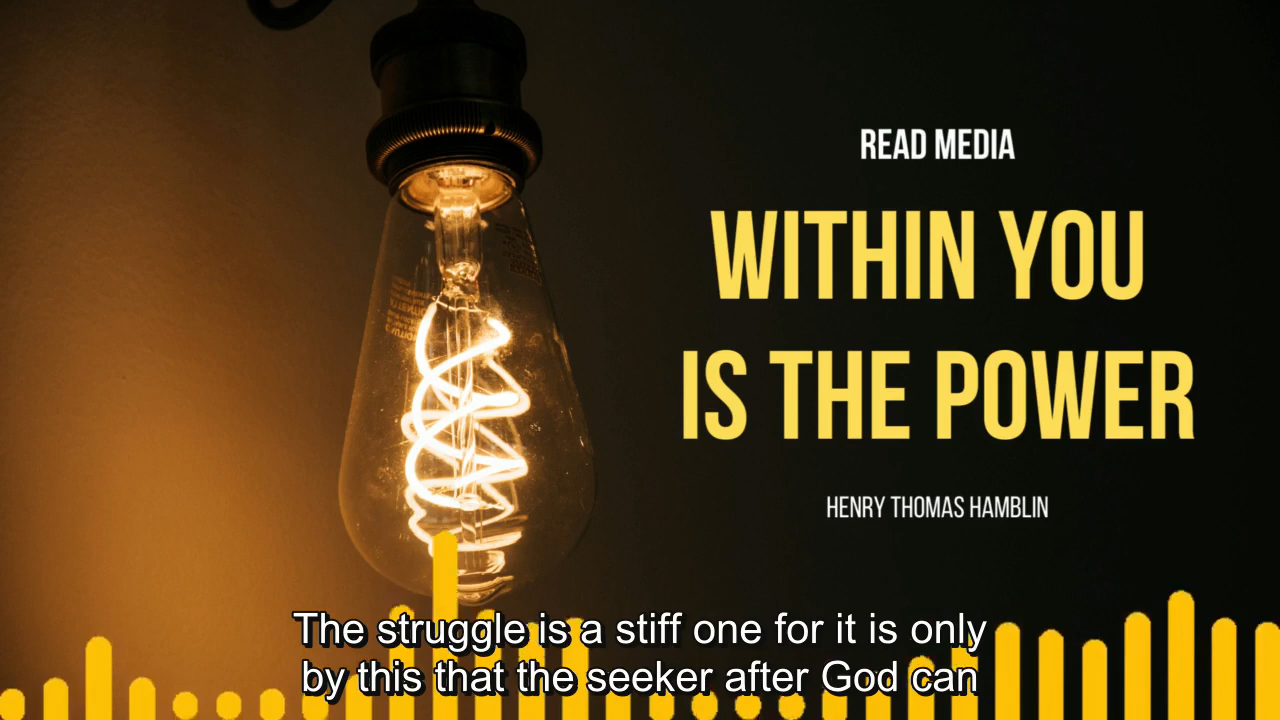 READ MEDIA
WITHIN YOU
IS THE POWER
HENRY THOMAS HAMBLIN
The struggle is a stiff one for it is only
by this that the seeker after God can